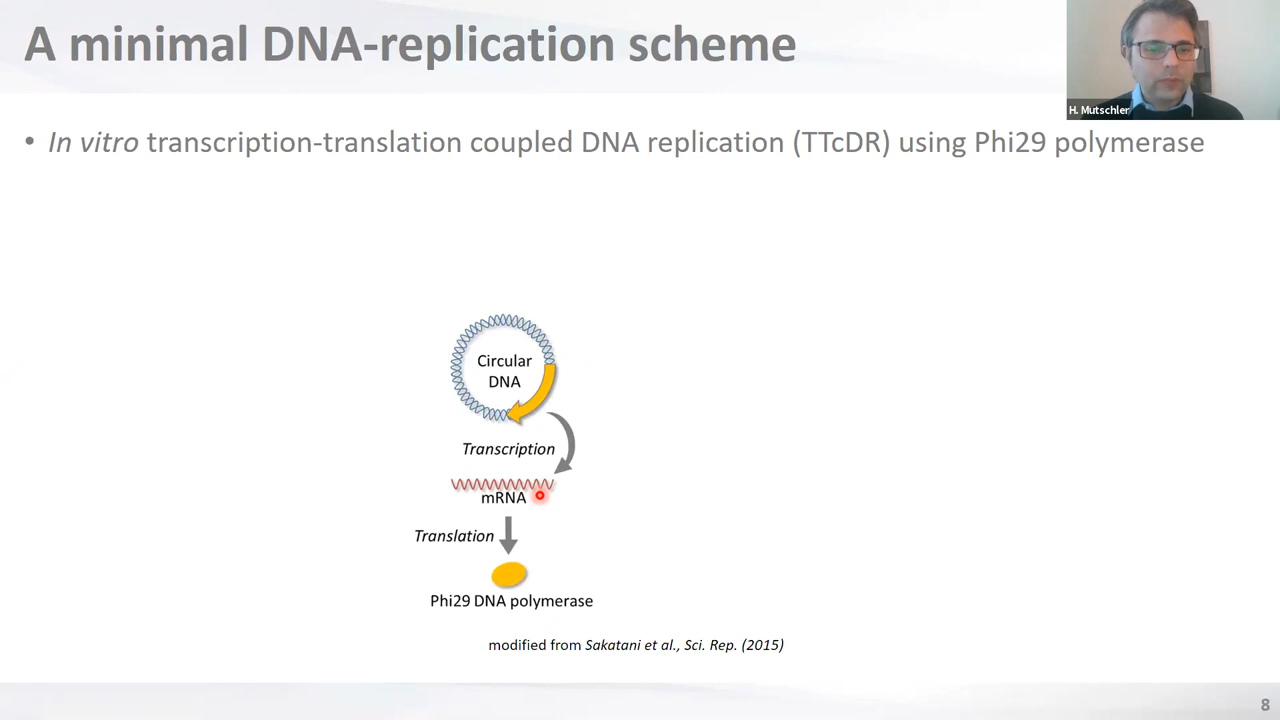 A minimal DNA-replication scheme
H. Mutschler
• In vitro transcription-translation coupled DNA replication (TTcDR) using Phi29 polymerase
Circular
DNA
Transcription
mRNA
Translation
Phi29 DNA polymerase
modified from Sakatani et al., Sci. Rep. (2015)
8